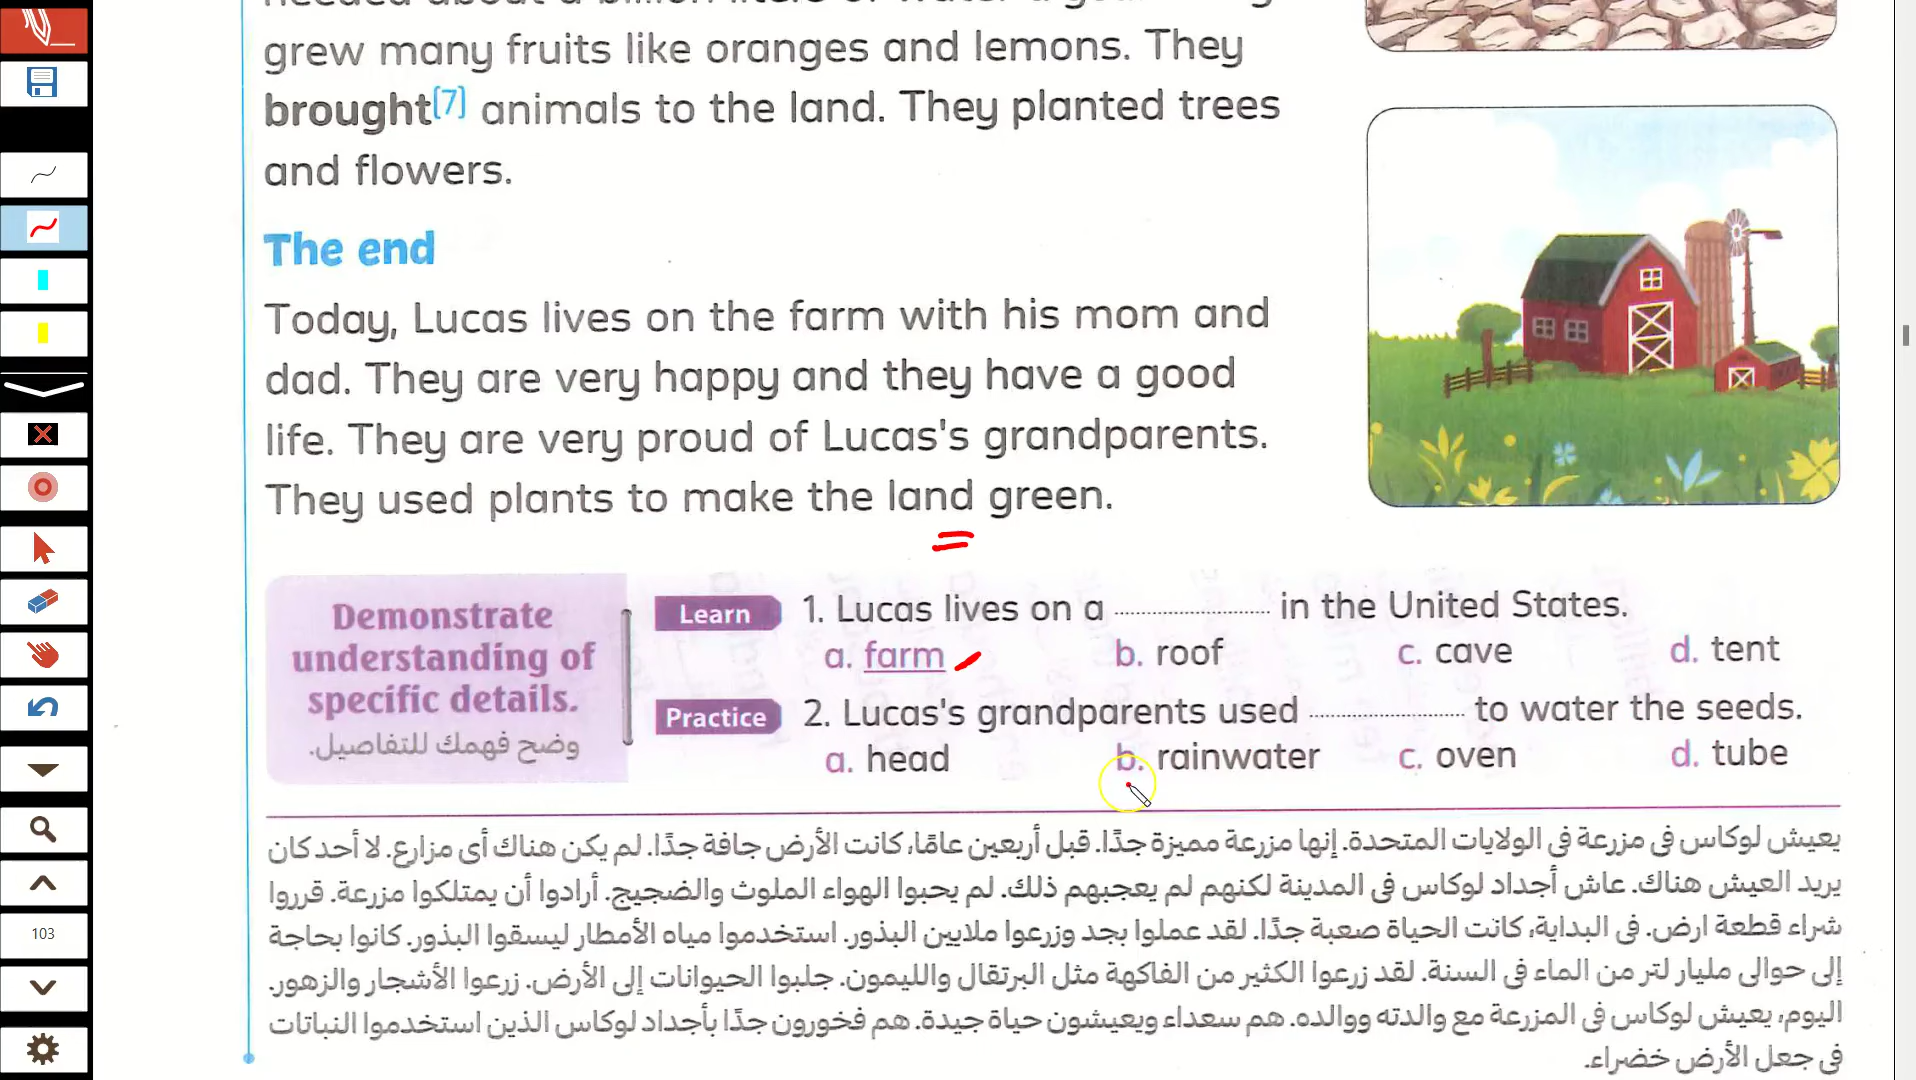 grew many fruits like oranges and lemons. They
brought[7] animals to the land. They planted trees
and flowers.
The end
Today, Lucas lives on the farm with his mom and
dad. They are very happy and they have a good
life. They are very proud of Lucas's grandparents.
They used plants to make the land green.
Demonstrate
understanding of
specific details.
وضح فهمك للتفاصيل.
Learn 1. Lucas lives on a .................... in the United States.
a. farm b. roof c. cave d. tent
Practice 2. Lucas's grandparents used .................... to water the seeds.
a. head b. rainwater c. oven d. tube
يعيش لوكاس فى مزرعة فى الولايات المتحدة. إنها مزرعة مميزة جدًا. قبل أربعين عامًا، كانت الأرض جافة جدًا. لم يكن هناك أى مزارع. لا أحد كان
يريد العيش هناك. عاش أجداد لوكاس فى المدينة لكنهم لم يعجبهم ذلك. لم يحبوا الهواء الملوث والضجيج. أرادوا أن يمتلكوا مزرعة. قرروا
شراء قطعة ارض. فى البداية، كانت الحياة صعبة جدًا. لقد عملوا بجد وزرعوا ملايين البذور. استخدموا مياه الأمطار ليسقوا البذور. كانوا بحاجة
إلى حوالى مليار لتر من الماء فى السنة. لقد زرعوا الكثير من الفاكهة مثل البرتقال والليمون. جلبوا الحيوانات إلى الأرض. زرعوا الأشجار والزهور.
اليوم، يعيش لوكاس فى المزرعة مع والدته ووالده. هم سعداء ويعيشون حياة جيدة. هم فخورون جدًا بأجداد لوكاس الذين استخدموا النباتات
فى جعل الأرض خضراء.
103